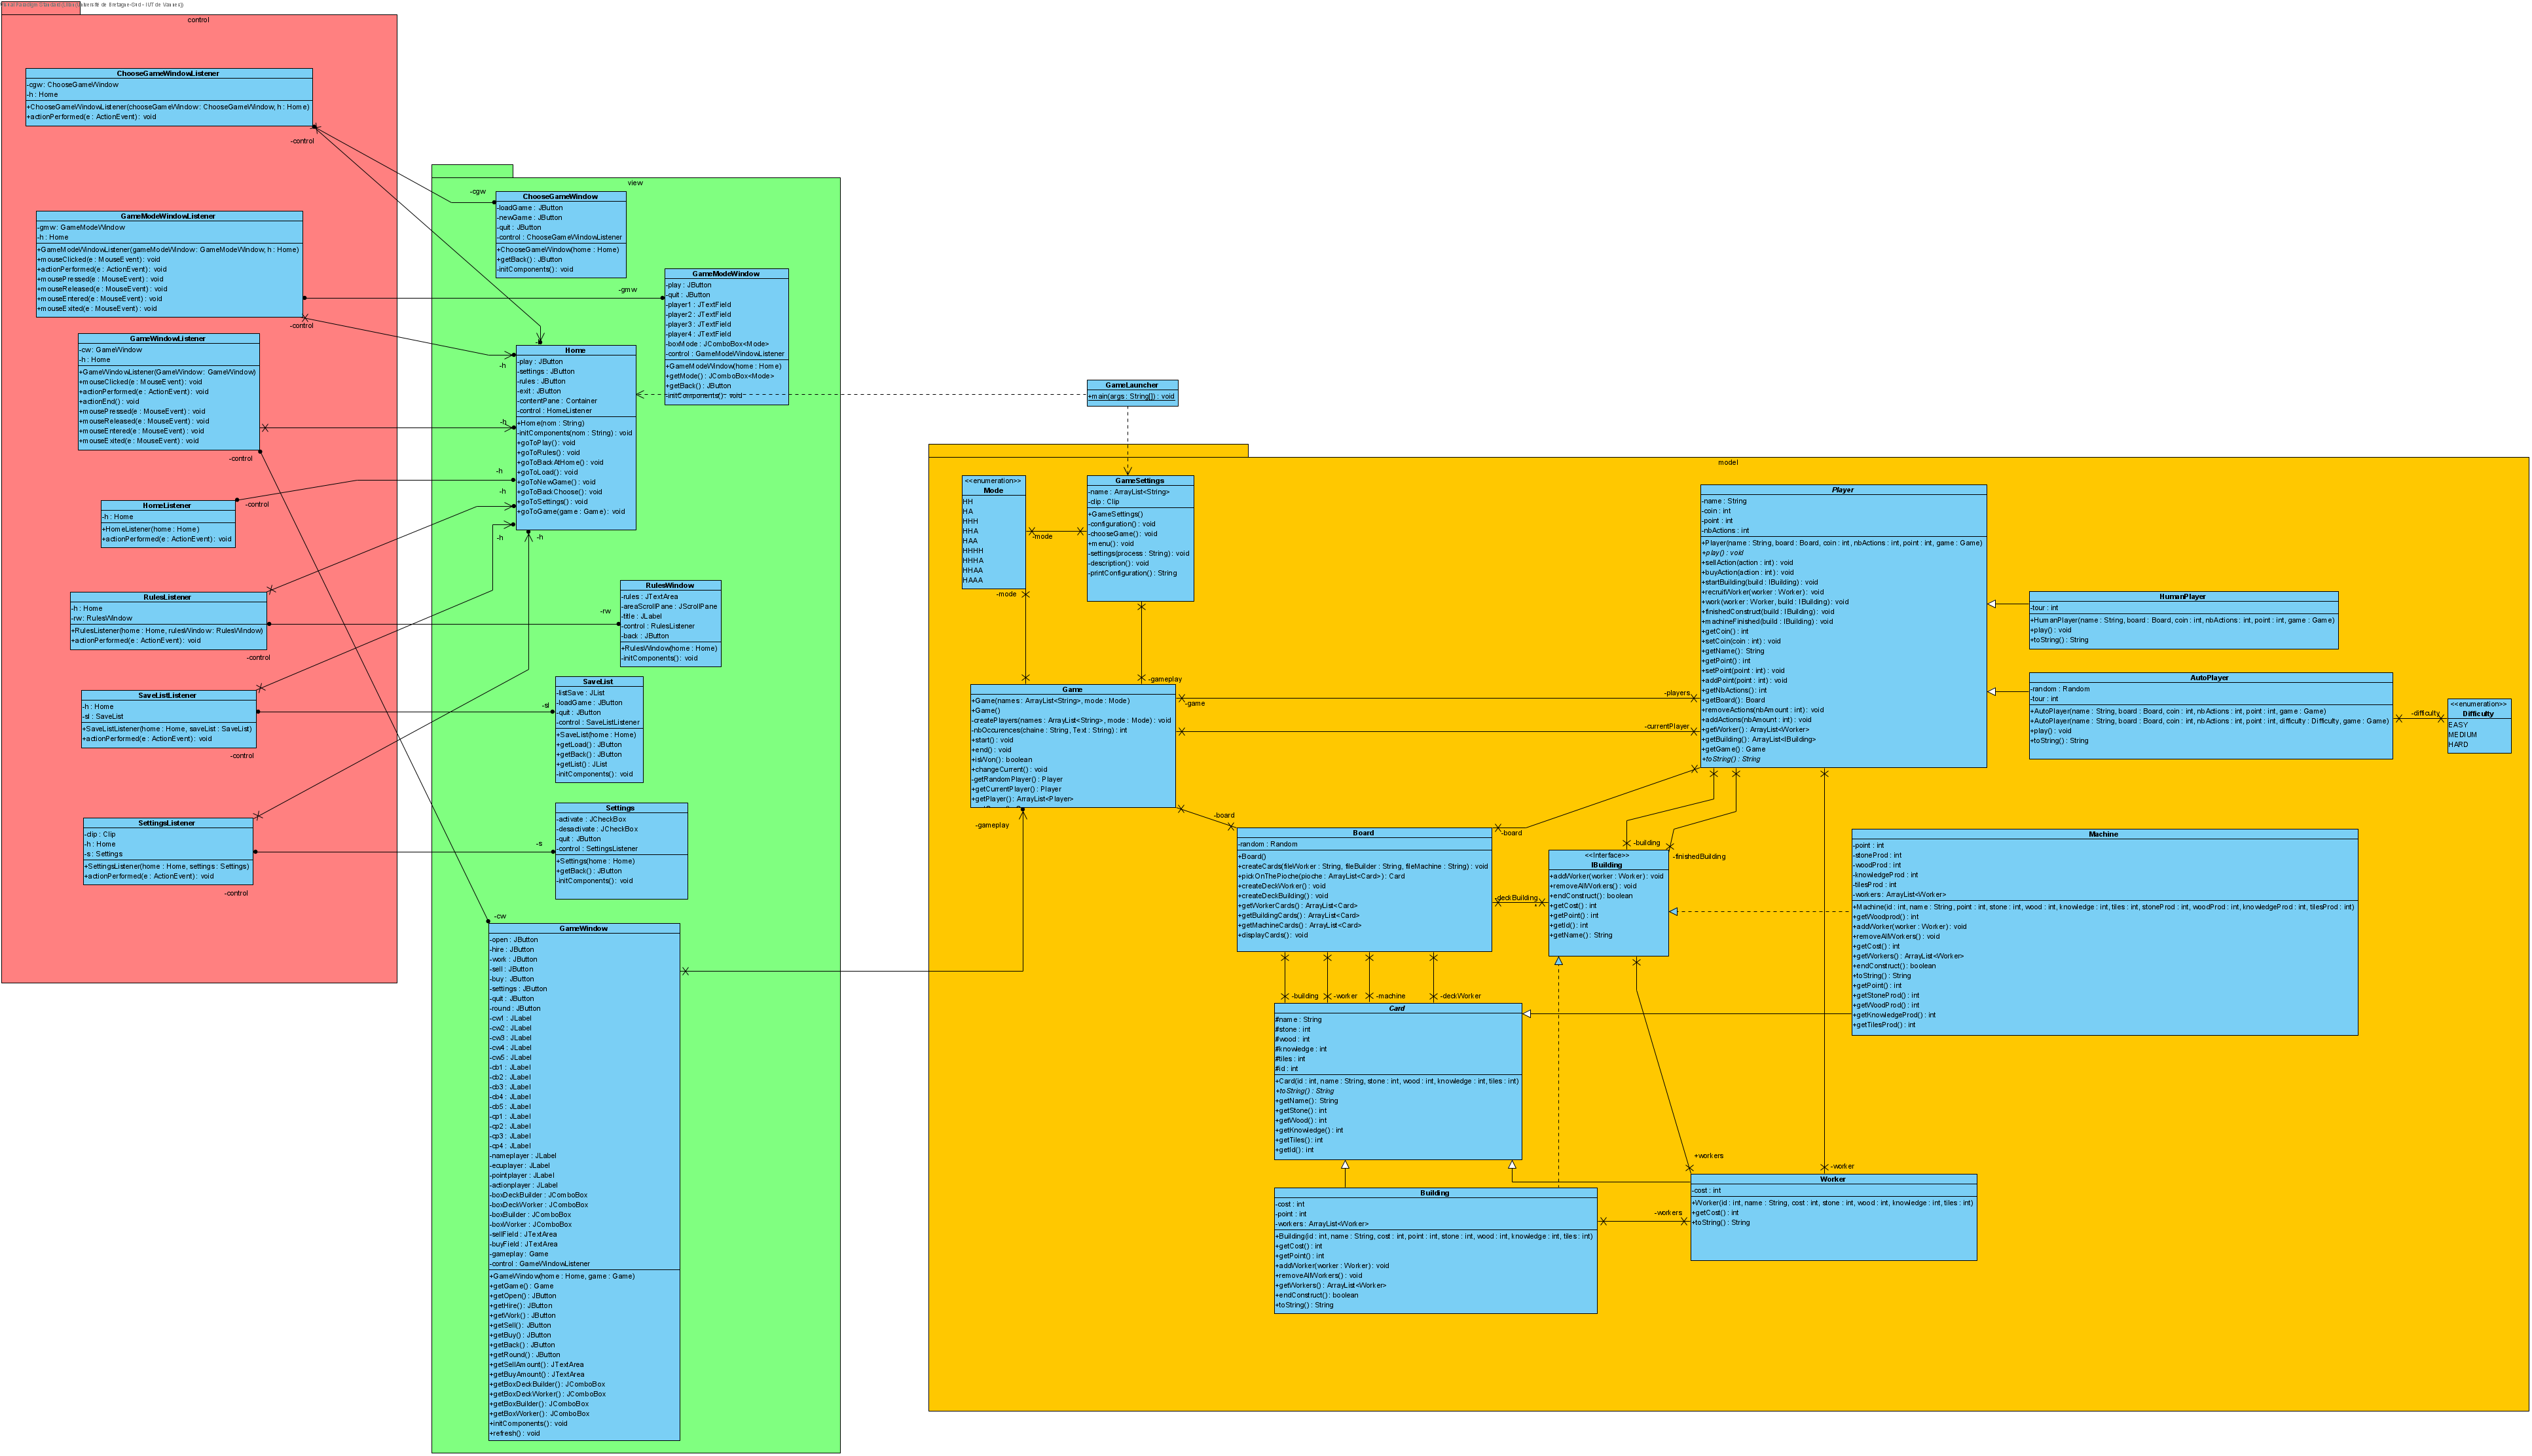 control
ChooseGameWindowListener
-cgw : ChooseGameWindow
-h : Home
+ChooseGameWindowListener(chooseGameWindow : ChooseGameWindow, h : Home)
+actionPerformed(e : ActionEvent) : void
-control
GameModeWindowListener
-gmw : GameModeWindow
-h : Home
+GameModeWindowListener(gameModeWindow : GameModeWindow, h : Home)
+mouseClicked(e : MouseEvent) : void
+actionPerformed(e : ActionEvent) : void
+mousePressed(e : MouseEvent) : void
+mouseReleased(e : MouseEvent) : void
+mouseEntered(e : MouseEvent) : void
+mouseExited(e : MouseEvent) : void
-control
GameWindowListener
-cw : GameWindow
-h : Home
+GameWindowListener(GameWindow : GameWindow)
+mouseClicked(e : MouseEvent) : void
+actionPerformed(e : ActionEvent) : void
+actionEnd() : void
+mousePressed(e : MouseEvent) : void
+mouseReleased(e : MouseEvent) : void
+mouseEntered(e : MouseEvent) : void
+mouseExited(e : MouseEvent) : void
-control
HomeListener
-h : Home
+HomeListener(home : Home)
+actionPerformed(e : ActionEvent) : void
-control
RulesListener
-h : Home
-rw : RulesWindow
+RulesListener(home : Home, rulesWindow : RulesWindow)
+actionPerformed(e : ActionEvent) : void
-control
SaveListListener
-h : Home
-sl : SaveList
+SaveListListener(home : Home, saveList : SaveList)
+actionPerformed(e : ActionEvent) : void
-control
SettingsListener
-clip : Clip
-h : Home
-s : Settings
+SettingsListener(home : Home, settings : Settings)
+actionPerformed(e : ActionEvent) : void
-control
view
-cgw
ChooseGameWindow
-loadGame : JButton
-newGame : JButton
-quit : JButton
-control : ChooseGameWindowListener
+ChooseGameWindow(home : Home)
+getBack() : JButton
-initComponents() : void
-gmw
GameModeWindow
-play : JButton
-quit : JButton
-player1 : JTextField
-player2 : JTextField
-player3 : JTextField
-player4 : JTextField
-boxMode : JComboBox<Mode>
-control : GameModeWindowListener
+GameModeWindow(home : Home)
+getMode() : JComboBox<Mode>
+getBack() : JButton
-initComponents() : void
-h
-h
-h
-h
-h
-h
-h
Home
-play : JButton
-settings : JButton
-rules : JButton
-exit : JButton
-contentPane : Container
-control : HomeListener
+Home(nom : String)
-initComponents(nom : String) : void
+goToPlay() : void
+goToRules() : void
+goToBackAtHome() : void
+goToLoad() : void
+goToNewGame() : void
+goToBackChoose() : void
+goToSettings() : void
+goToGame(game : Game) : void
-rw
RulesWindow
-rules : JTextArea
-areaScrollPane : JScrollPane
-title : JLabel
-control : RulesListener
-back : JButton
+RulesWindow(home : Home)
-initComponents() : void
-sl
SaveList
-listSave : JList
-loadGame : JButton
-quit : JButton
-control : SaveListListener
+SaveList(home : Home)
+getLoad() : JButton
+getBack() : JButton
+getList() : JList
-initComponents() : void
-s
Settings
-activate : JCheckBox
-desactivate : JCheckBox
-quit : JButton
-control : SettingsListener
+Settings(home : Home)
+getBack() : JButton
-initComponents() : void
-cw
GameWindow
-open : JButton
-hire : JButton
-work : JButton
-sell : JButton
-buy : JButton
-settings : JButton
-quit : JButton
-round : JButton
-cw1 : JLabel
-cw2 : JLabel
-cw3 : JLabel
-cw4 : JLabel
-cw5 : JLabel
-cb1 : JLabel
-cb2 : JLabel
-cb3 : JLabel
-cb4 : JLabel
-cb5 : JLabel
-cp1 : JLabel
-cp2 : JLabel
-cp3 : JLabel
-cp4 : JLabel
-nameplayer : JLabel
-ecuplayer : JLabel
-pointplayer : JLabel
-actionplayer : JLabel
-boxDeckBuilder : JComboBox
-boxDeckWorker : JComboBox
-boxBuilder : JComboBox
-boxWorker : JComboBox
-sellField : JTextArea
-buyField : JTextArea
-gameplay : Game
-control : GameWindowListener
+GameWindow(home : Home, game : Game)
+getGame() : Game
+getOpen() : JButton
+getHire() : JButton
+getWork() : JButton
+getSell() : JButton
+getBuy() : JButton
+getBack() : JButton
+getRound() : JButton
+getSellAmount() : JTextArea
+getBuyAmount() : JTextArea
+getBoxDeckBuilder() : JComboBox
+getBoxDeckWorker() : JComboBox
+getBoxBuilder() : JComboBox
+getBoxWorker() : JComboBox
+initComponents() : void
+refresh() : void
GameLauncher
+main(args : String[]) : void
model
<<enumeration>>
Mode
HH
HA
HHH
HHA
HAA
HHHH
HHHA
HHAA
HAAA
-mode
-mode
GameSettings
-name : ArrayList<String>
-clip : Clip
+GameSettings()
-configuration() : void
-chooseGame() : void
+menu() : void
-settings(process : String) : void
-description() : void
-printConfiguration() : String
-gameplay
Game
+Game(names : ArrayList<String>, mode : Mode)
+Game()
-createPlayers(names : ArrayList<String>, mode : Mode) : void
-nbOccurences(chaine : String, Text : String) : int
+start() : void
+end() : void
+isWon() : boolean
+changeCurrent() : void
-getRandomPlayer() : Player
+getCurrentPlayer() : Player
+getPlayer() : ArrayList<Player>
-gameplay
-game
-players
-currentPlayer
-board
-board
Player
-name : String
-coin : int
-point : int
-nbActions : int
+Player(name : String, board : Board, coin : int, nbActions : int, point : int, game : Game)
+play() : void
+sellAction(action : int) : void
+buyAction(action : int) : void
+startBuilding(build : IBuilding) : void
+recruitWorker(worker : Worker) : void
+work(worker : Worker, build : IBuilding) : void
+finishedConstruct(build : IBuilding) : void
+machineFinished(build : IBuilding) : void
+getCoin() : int
+setCoin(coin : int) : void
+getName() : String
+getPoint() : int
+setPoint(point : int) : void
+addPoint(point : int) : void
+getNbActions() : int
+getBoard() : Board
+removeActions(nbAmount : int) : void
+addActions(nbAmount : int) : void
+getWorker() : ArrayList<Worker>
+getBuilding() : ArrayList<IBuilding>
+getGame() : Game
+toString() : String
HumanPlayer
-tour : int
+HumanPlayer(name : String, board : Board, coin : int, nbActions : int, point : int, game : Game)
+play() : void
+toString() : String
AutoPlayer
-random : Random
-tour : int
+AutoPlayer(name : String, board : Board, coin : int, nbActions : int, point : int, game : Game)
+AutoPlayer(name : String, board : Board, coin : int, nbActions : int, point : int, difficulty : Difficulty, game : Game)
+play() : void
+toString() : String
-difficulty
<<enumeration>>
Difficulty
EASY
MEDIUM
HARD
Board
-random : Random
+Board()
+createCards(fileWorker : String, fileBuilder : String, fileMachine : String) : void
+pickOnThePioche(pioche : ArrayList<Card>) : Card
+createDeckWorker() : void
+createDeckBuilding() : void
+getWorkerCards() : ArrayList<Card>
+getBuildingCards() : ArrayList<Card>
+getMachineCards() : ArrayList<Card>
+displayCards() : void
-deckBuilding
-building
-finishedBuilding
<<Interface>>
IBuilding
+addWorker(worker : Worker) : void
+removeAllWorkers() : void
+endConstruct() : boolean
+getCost() : int
+getPoint() : int
+getId() : int
+getName() : String
Machine
-point : int
-stoneProd : int
-woodProd : int
-knowledgeProd : int
-tilesProd : int
-workers : ArrayList<Worker>
+Machine(id : int, name : String, point : int, stone : int, wood : int, knowledge : int, tiles : int, stoneProd : int, woodProd : int, knowledgeProd : int, tilesProd : int)
+getWoodprod() : int
+addWorker(worker : Worker) : void
+removeAllWorkers() : void
+getCost() : int
+getWorkers() : ArrayList<Worker>
+endConstruct() : boolean
+toString() : String
+getPoint() : int
+getStoneProd() : int
+getWoodProd() : int
+getKnowledgeProd() : int
+getTilesProd() : int
-building
-worker
-machine
-deckWorker
Card
#name : String
#stone : int
#wood : int
#knowledge : int
#tiles : int
#id : int
+Card(id : int, name : String, stone : int, wood : int, knowledge : int, tiles : int)
+toString() : String
+getName() : String
+getStone() : int
+getWood() : int
+getKnowledge() : int
+getTiles() : int
+getId() : int
+workers
-worker
Building
-cost : int
-point : int
-workers : ArrayList<Worker>
+Building(id : int, name : String, cost : int, point : int, stone : int, wood : int, knowledge : int, tiles : int)
+getCost() : int
+getPoint() : int
+addWorker(worker : Worker) : void
+removeAllWorkers() : void
+getWorkers() : ArrayList<Worker>
+endConstruct() : boolean
+toString() : String
-workers
Worker
-cost : int
+Worker(id : int, name : String, cost : int, stone : int, wood : int, knowledge : int, tiles : int)
+getCost() : int
+toString() : String